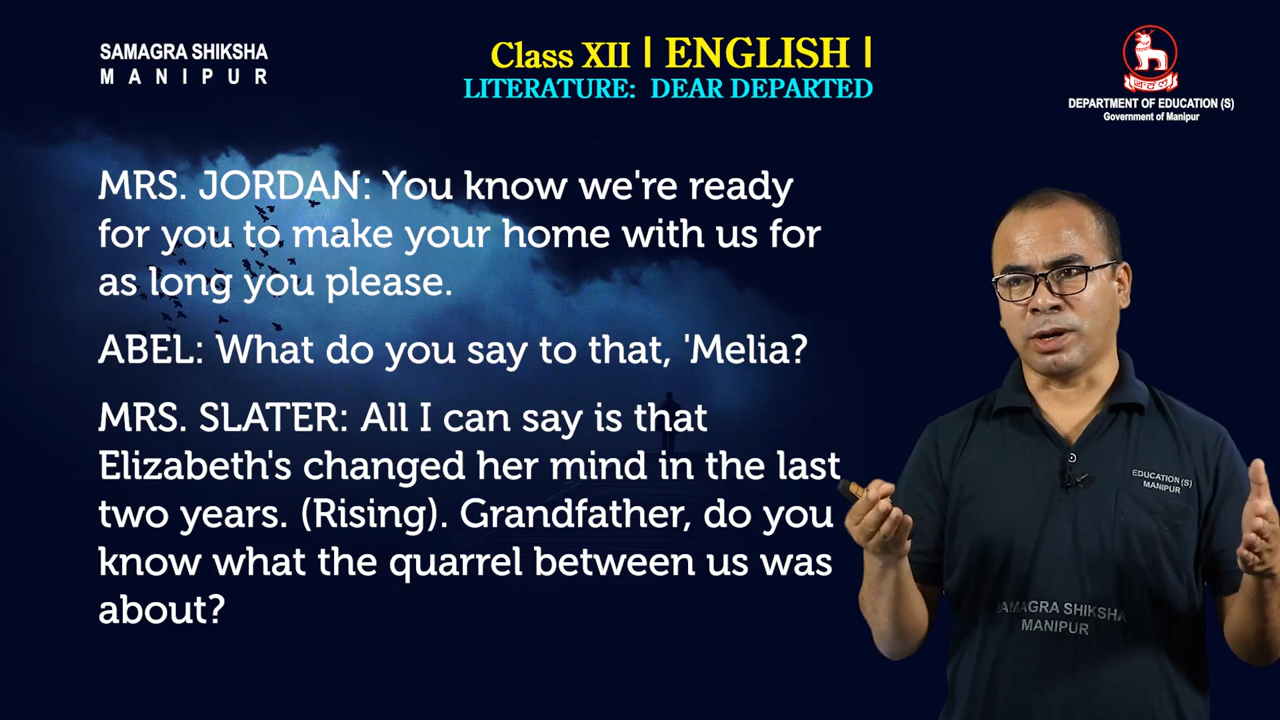 SAMAGRA SHIKSHA
MANIPUR
Class XII | ENGLISH |
LITERATURE: DEAR DEPARTED
DEPARTMENT OF EDUCATION (S)
Government of Manipur
MRS. JORDAN: You know we're ready
for you to make your home with us for
as long you please.
ABEL: What do you say to that, 'Melia?
MRS. SLATER: All I can say is that
Elizabeth's changed her mind in the last
two years. (Rising). Grandfather, do you
know what the quarrel between us was
about?
EDUCATION (S)
MANIPUR
SAMAGRA SHIKSHA
MANIPUR